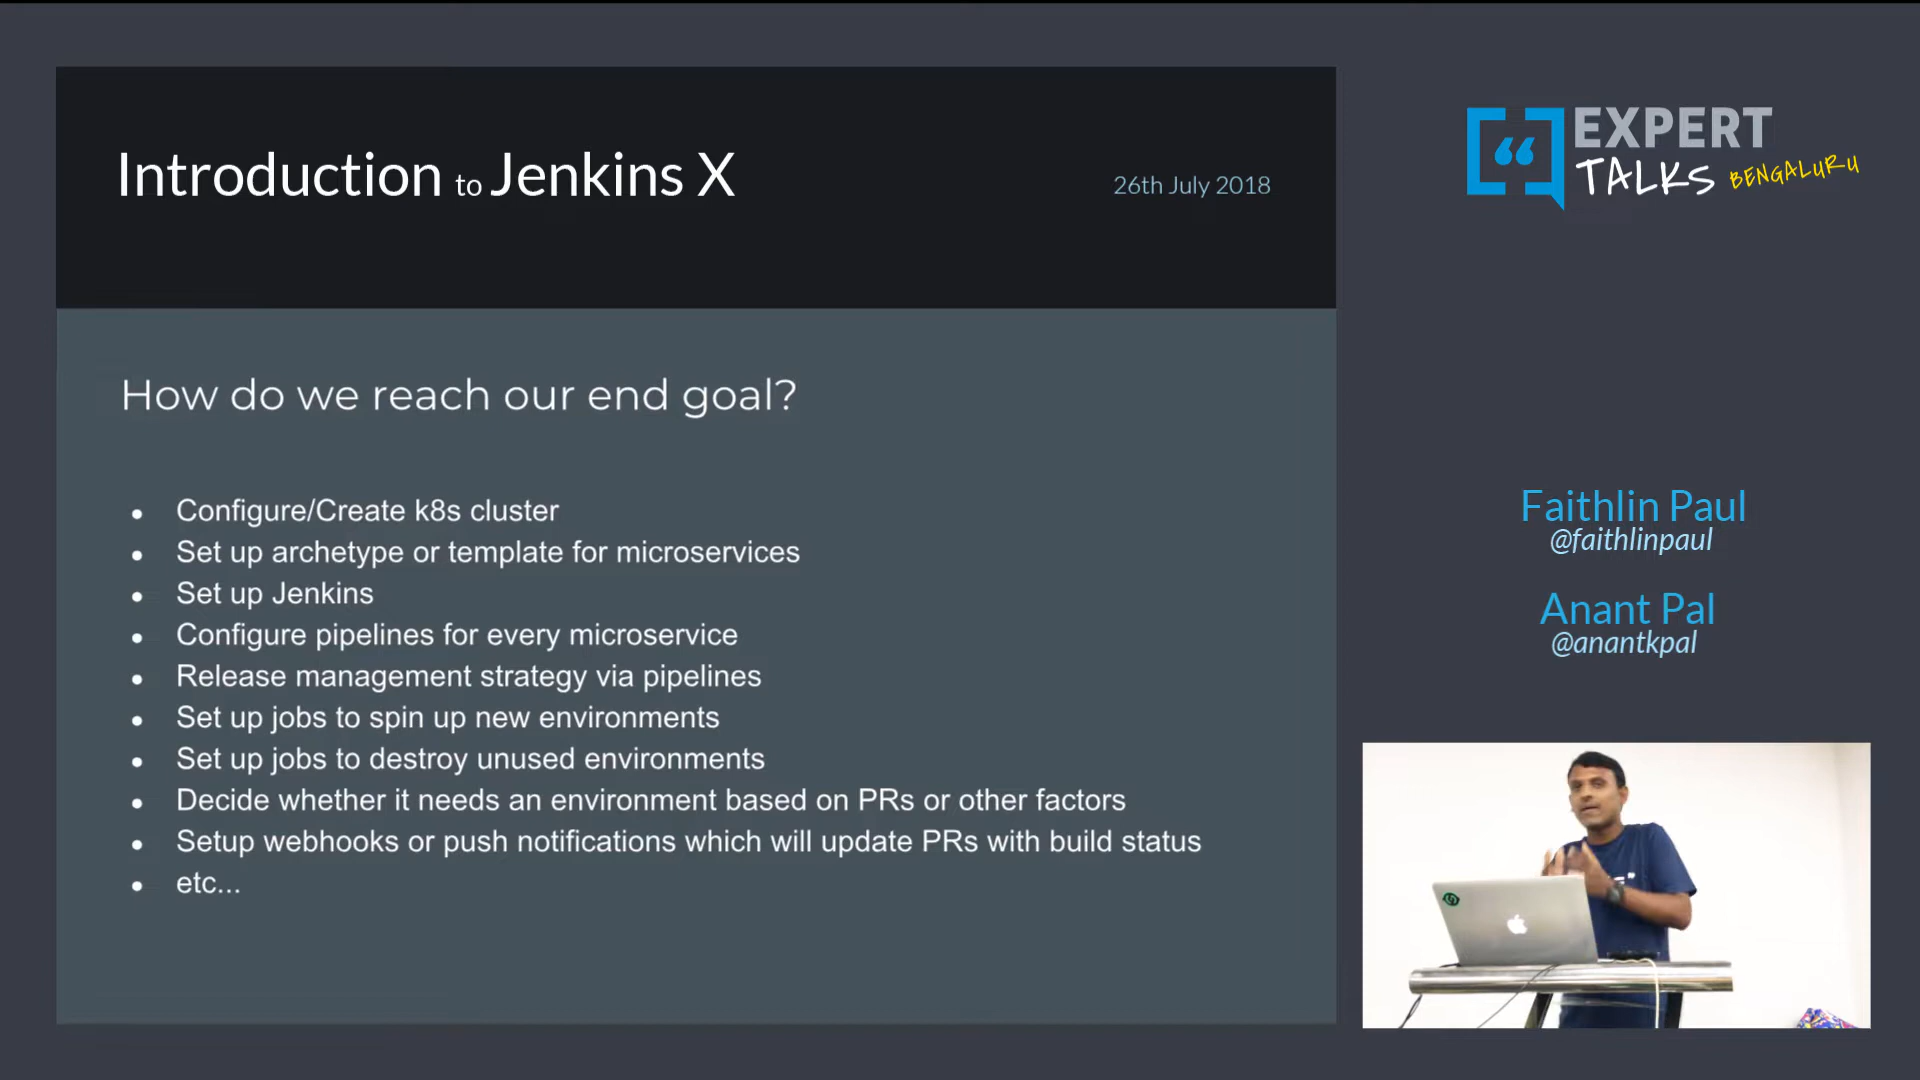 Introduction to Jenkins X
26th July 2018
EXPERT
TALKS BENGALURU
How do we reach our end goal?
● Configure/Create k8s cluster
● Set up archetype or template for microservices
● Set up Jenkins
● Configure pipelines for every microservice
● Release management strategy via pipelines
● Set up jobs to spin up new environments
● Set up jobs to destroy unused environments
● Decide whether it needs an environment based on PRs or other factors
● Setup webhooks or push notifications which will update PRs with build status
● etc...
Faithlin Paul
@faithlinpaul
Anant Pal
@anantkpal